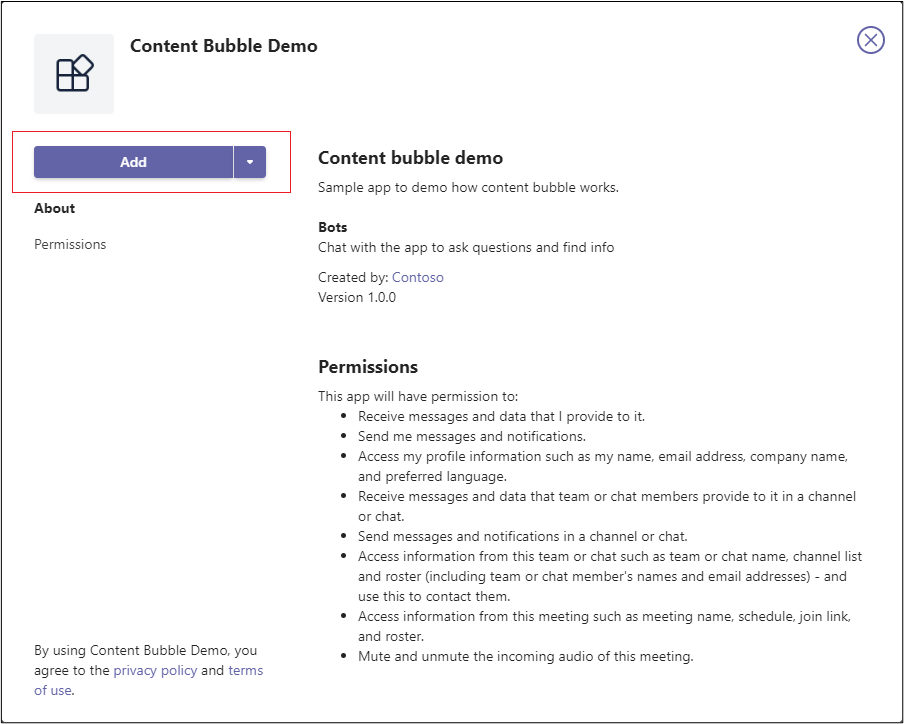 Content Bubble Demo
Add
About
Permissions
Content bubble demo
Sample app to demo how content bubble works.
Bots
Chat with the app to ask questions and find info
Created by: Contoso
Version 1.0.0
Permissions
This app will have permission to:
• Receive messages and data that I provide to it.
• Send me messages and notifications.
• Access my profile information such as my name, email address, company name,
and preferred language.
• Receive messages and data that team or chat members provide to it in a channel
or chat.
• Send messages and notifications in a channel or chat.
• Access information from this team or chat such as team or chat name, channel list
and roster (including team or chat member's names and email addresses) - and
use this to contact them.
• Access information from this meeting such as meeting name, schedule, join link,
and roster.
• Mute and unmute the incoming audio of this meeting.
By using Content Bubble Demo, you
agree to the privacy policy and terms
of use.